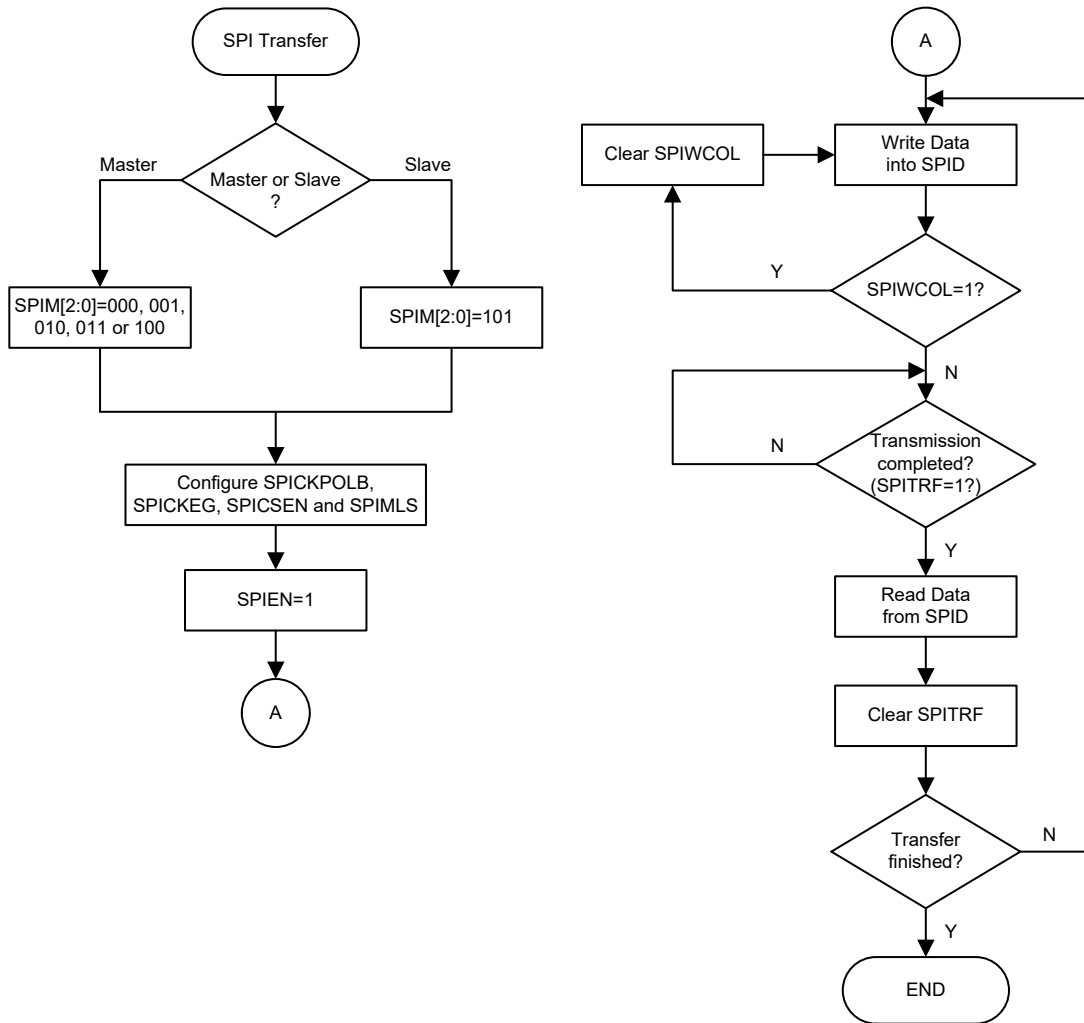 SPI Transfer
Master
Master or Slave
?
Slave
SPIM[2:0]=000, 001,
010, 011 or 100
SPIM[2:0]=101
Configure SPICKPOLB,
SPICKEG, SPICSEN and SPIMLS
SPIEN=1
A
A
Clear SPIWCOL
Write Data
into SPID
Y
SPIWCOL=1?
N
N
Transmission
completed?
(SPITRF=1?)
Y
Read Data
from SPID
Clear SPITRF
Transfer
finished?
N
Y
END